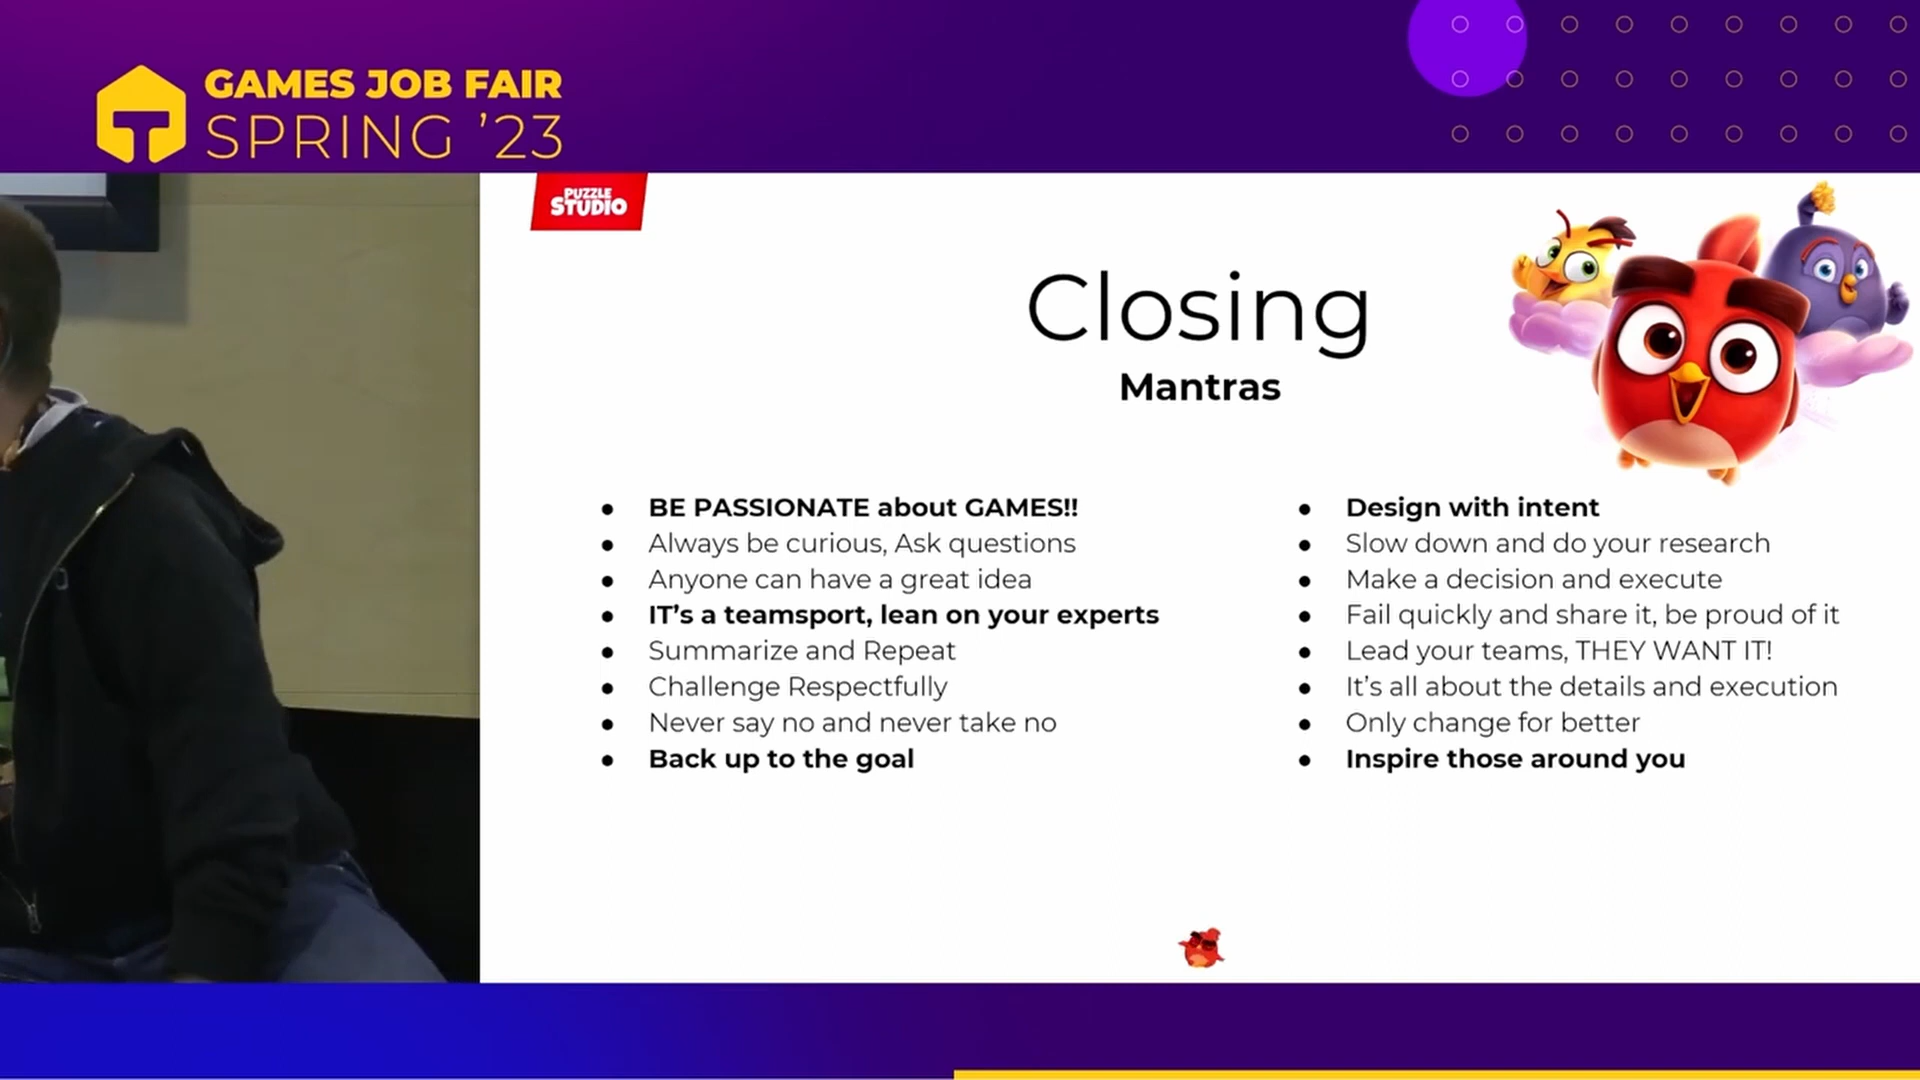 GAMES JOB FAIR
SPRING ’23
PUZZLE
STUDIO
Closing
Mantras
BE PASSIONATE about GAMES!!
Always be curious, Ask questions
Anyone can have a great idea
IT’s a teamsport, lean on your experts
Summarize and Repeat
Challenge Respectfully
Never say no and never take no
Back up to the goal
Design with intent
Slow down and do your research
Make a decision and execute
Fail quickly and share it, be proud of it
Lead your teams, THEY WANT IT!
It’s all about the details and execution
Only change for better
Inspire those around you